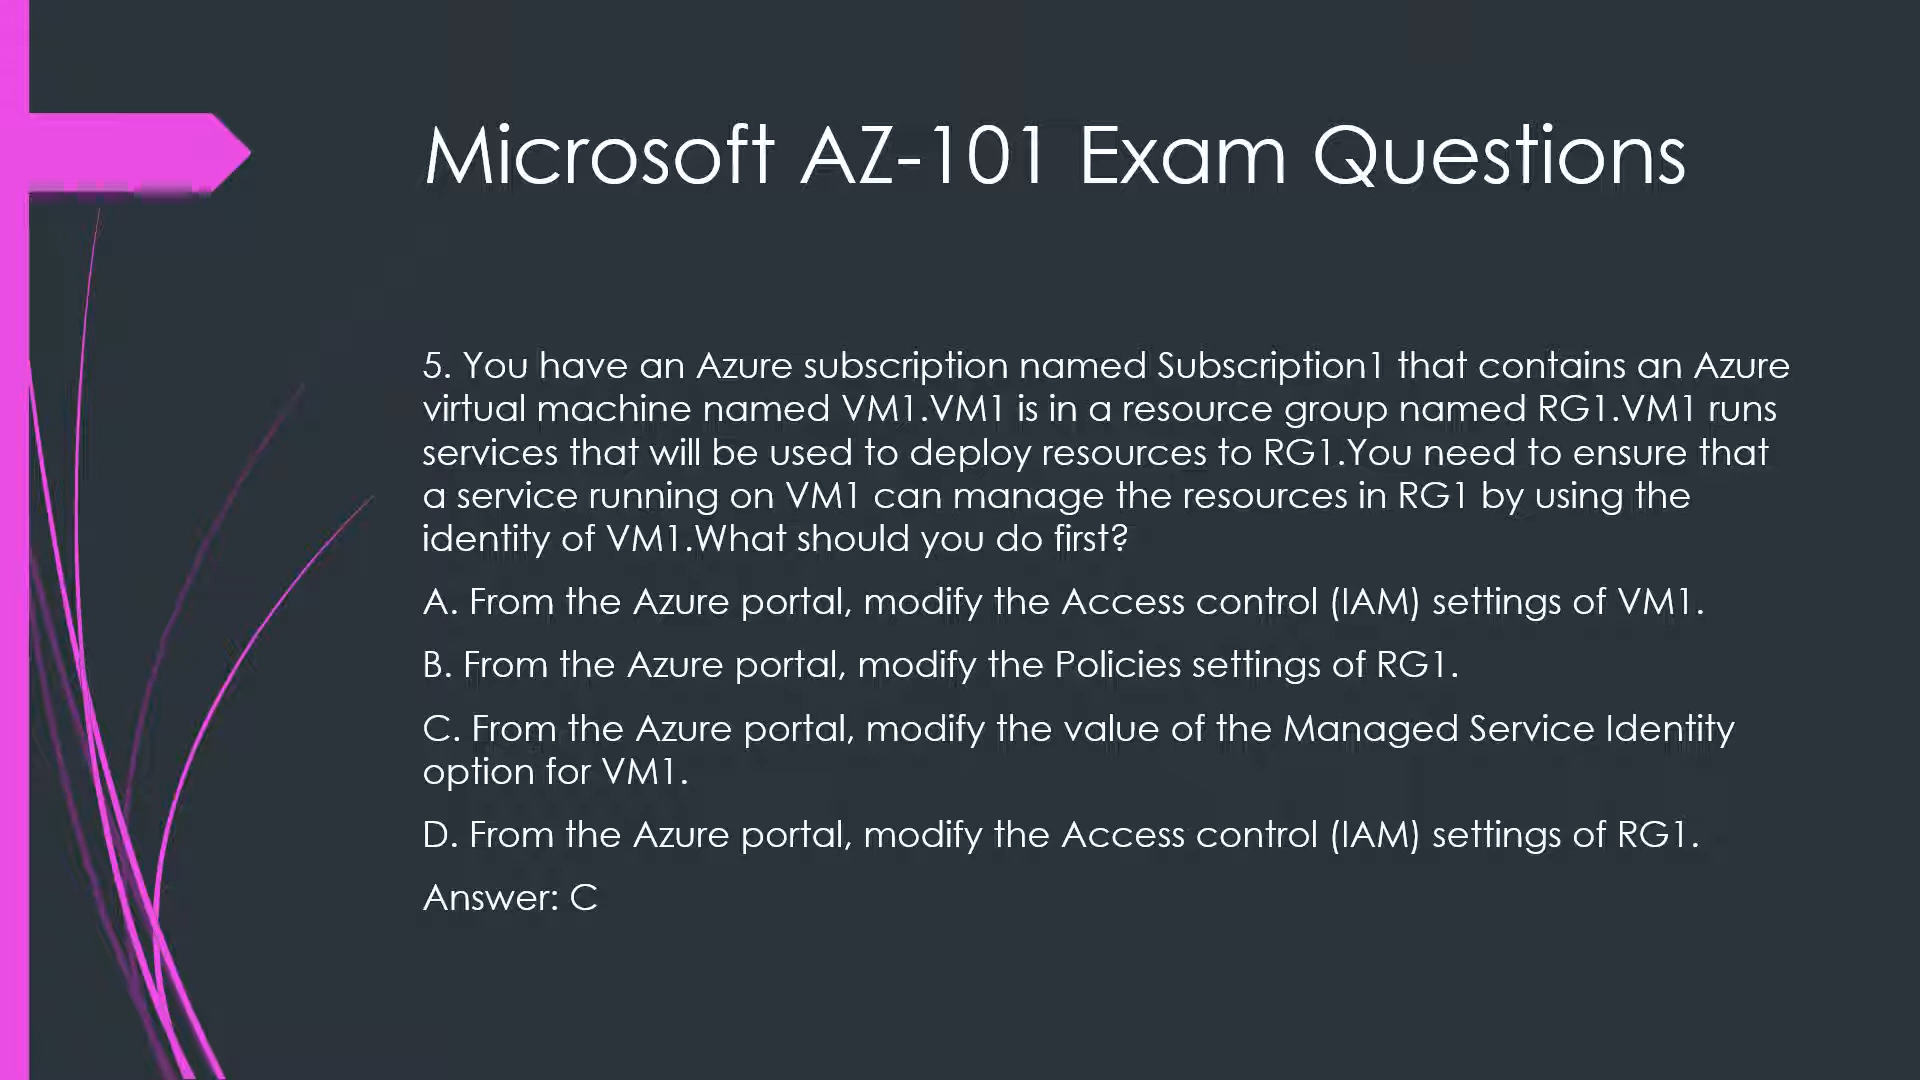 Microsoft AZ-101 Exam Questions
5. You have an Azure subscription named Subscription1 that contains an Azure
virtual machine named VM1.VM1 is in a resource group named RG1.VM1 runs
services that will be used to deploy resources to RG1.You need to ensure that
a service running on VM1 can manage the resources in RG1 by using the
identity of VM1.What should you do first?
A. From the Azure portal, modify the Access control (IAM) settings of VM1.
B. From the Azure portal, modify the Policies settings of RG1.
C. From the Azure portal, modify the value of the Managed Service Identity
option for VM1.
D. From the Azure portal, modify the Access control (IAM) settings of RG1.
Answer: C